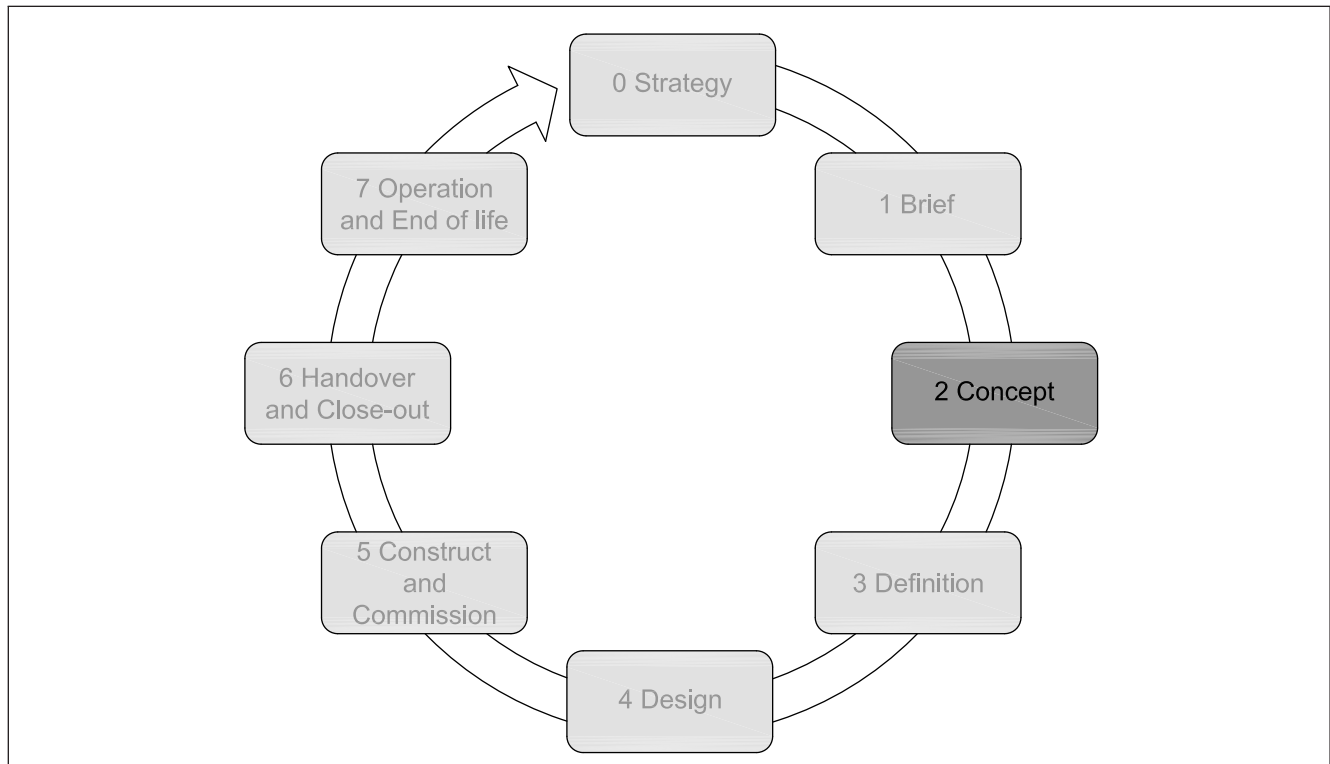 0 Strategy
1 Brief
2 Concept
3 Definition
4 Design
5 Construct
and
Commission
6 Handover
and Close-out
7 Operation
and End of life